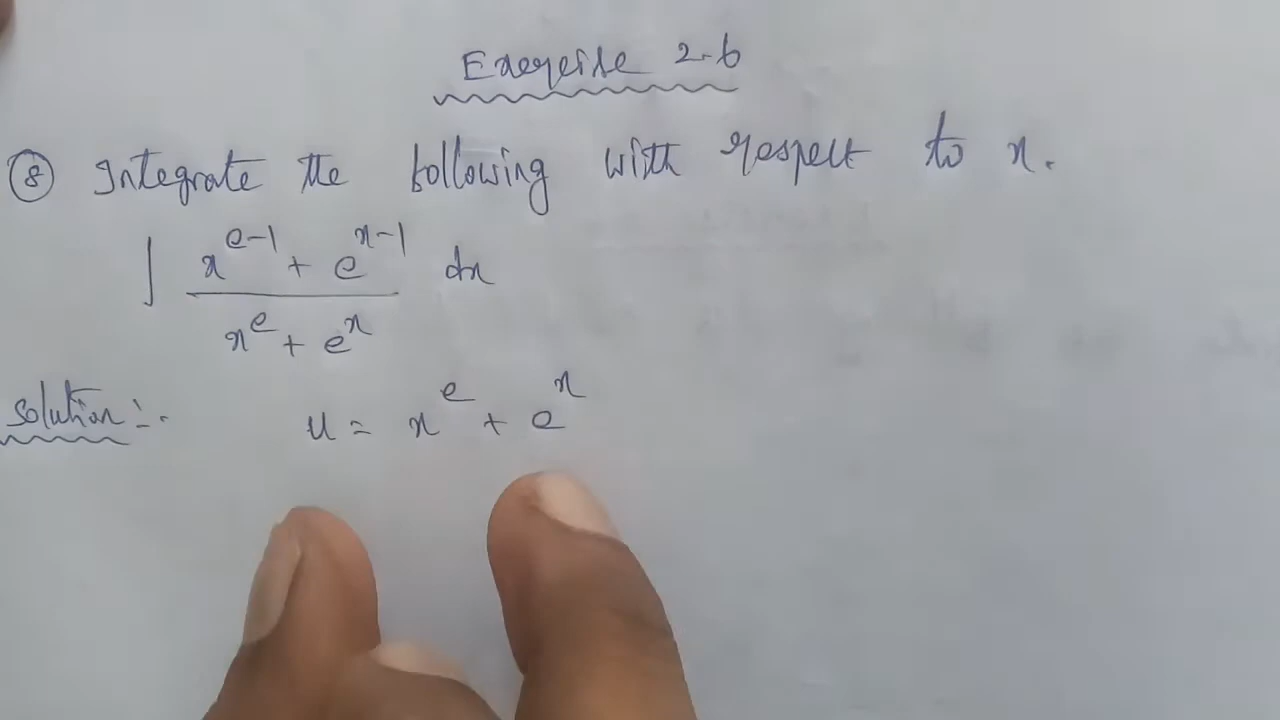 Exercise 2.6
⑧ Integrate the following with respect to x.
∫ (x^(e-1) + e^(x-1)) / (x^e + e^x) dx
Solution:-
u = x^e + e^x